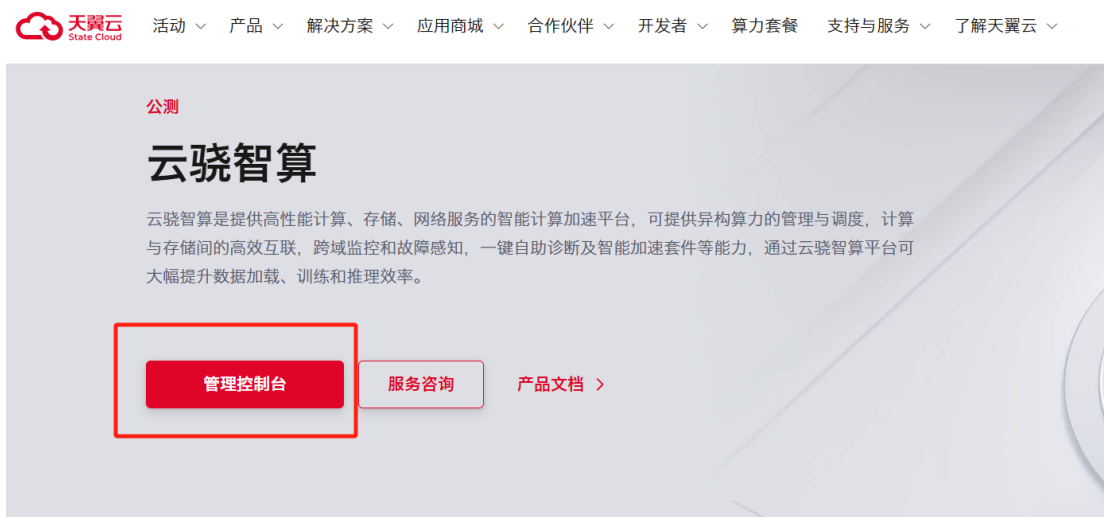 天翼云
State Cloud
活动 产品 解决方案 应用商城 合作伙伴 开发者 算力套餐 支持与服务 了解天翼云
公测
云骁智算
云骁智算是提供高性能计算、存储、网络服务的智能计算加速平台，可提供异构算力的管理与调度，计算
与存储间的高效互联，跨域监控和故障感知，一键自助诊断及智能加速套件等能力，通过云骁智算平台可
大幅提升数据加载、训练和推理效率。
管理控制台 服务咨询 产品文档